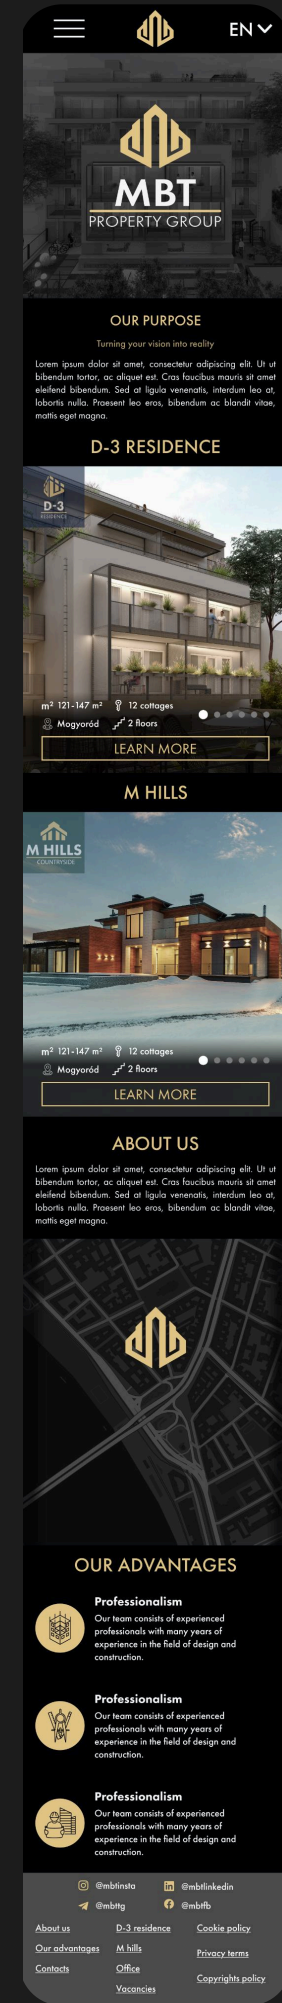 EN
MBT
PROPERTY GROUP
OUR PURPOSE
Turning your vision into reality
Lorem ipsum dolor sit amet, consectetur adipiscing elit. Ut ut
bibendum tortor, ac aliquet est. Cras faucibus mauris sit amet
eleifend bibendum. Sed at ligula venenatis, interdum leo at,
lobortis nulla. Praesent leo eros, bibendum ac blandit vitae,
mattis eget magna.
D-3 RESIDENCE
D-3
RESIDENCE
m² 121-147 m² 12 cottages
Mogyoród 2 floors
LEARN MORE
M HILLS
M HILLS
COUNTRYSIDE
m² 121-147 m² 12 cottages
Mogyoród 2 floors
LEARN MORE
ABOUT US
Lorem ipsum dolor sit amet, consectetur adipiscing elit. Ut ut
bibendum tortor, ac aliquet est. Cras faucibus mauris sit amet
eleifend bibendum. Sed at ligula venenatis, interdum leo at,
lobortis nulla. Praesent leo eros, bibendum ac blandit vitae,
mattis eget magna.
OUR ADVANTAGES
Professionalism
Our team consists of experienced
professionals with many years of
experience in the field of design and
construction.
Professionalism
Our team consists of experienced
professionals with many years of
experience in the field of design and
construction.
Professionalism
Our team consists of experienced
professionals with many years of
experience in the field of design and
construction.
@mbtinsta @mbtlinkedin
@mbttg @mbtfb
About us D-3 residence Cookie policy
Our advantages M hills Privacy terms
Contacts Office Copyrights policy
Vacancies